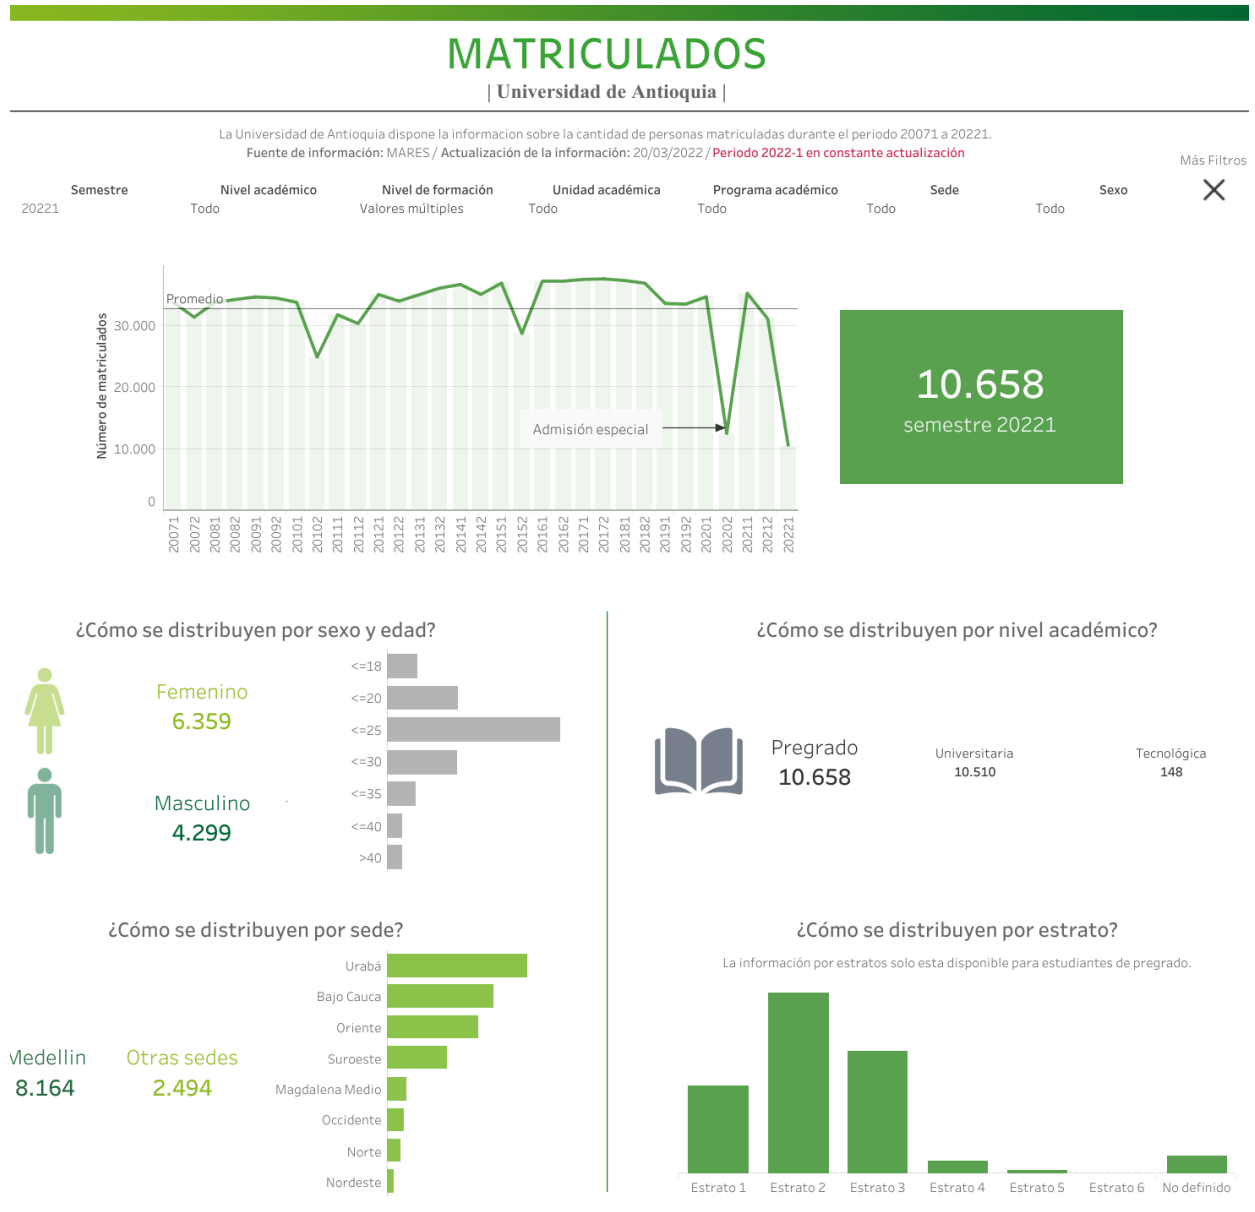 MATRICULADOS
| Universidad de Antioquia |
La Universidad de Antioquia dispone la informacion sobre la cantidad de personas matriculadas durante el periodo 20071 a 20221.
Fuente de información: MARES / Actualización de la información: 20/03/2022 / Periodo 2022-1 en constante actualización
Más Filtros
Semestre Nivel académico Nivel de formación Unidad académica Programa académico Sede Sexo
20221 Todo Valores múltiples Todo Todo Todo Todo
Número de matriculados
Promedio
30.000
20.000
10.000
0
Admisión especial
20071 20072 20081 20082 20091 20092 20101 20102 20111 20112 20121 20122 20131 20132 20141 20142 20151 20152 20161 20162 20171 20172 20181 20182 20191 20192 20201 20202 20211 20212 20221
10.658
semestre 20221
¿Cómo se distribuyen por sexo y edad?
Femenino
6.359
Masculino
4.299
<=18
<=20
<=25
<=30
<=35
<=40
>40
¿Cómo se distribuyen por nivel académico?
Pregrado
10.658
Universitaria
10.510
Tecnológica
148
¿Cómo se distribuyen por sede?
Medellin
8.164
Otras sedes
2.494
Urabá
Bajo Cauca
Oriente
Suroeste
Magdalena Medio
Occidente
Norte
Nordeste
¿Cómo se distribuyen por estrato?
La información por estratos solo esta disponible para estudiantes de pregrado.
Estrato 1 Estrato 2 Estrato 3 Estrato 4 Estrato 5 Estrato 6 No definido